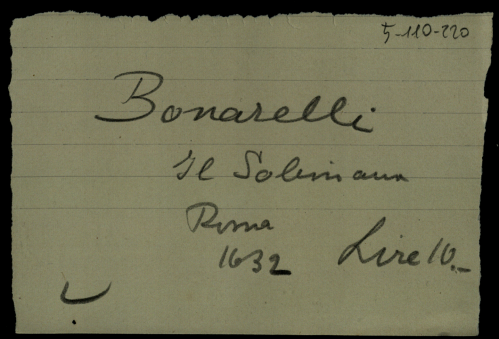 5-110-220
Bonarelli
Il Solimano
Roma
1632 Lire 10.-